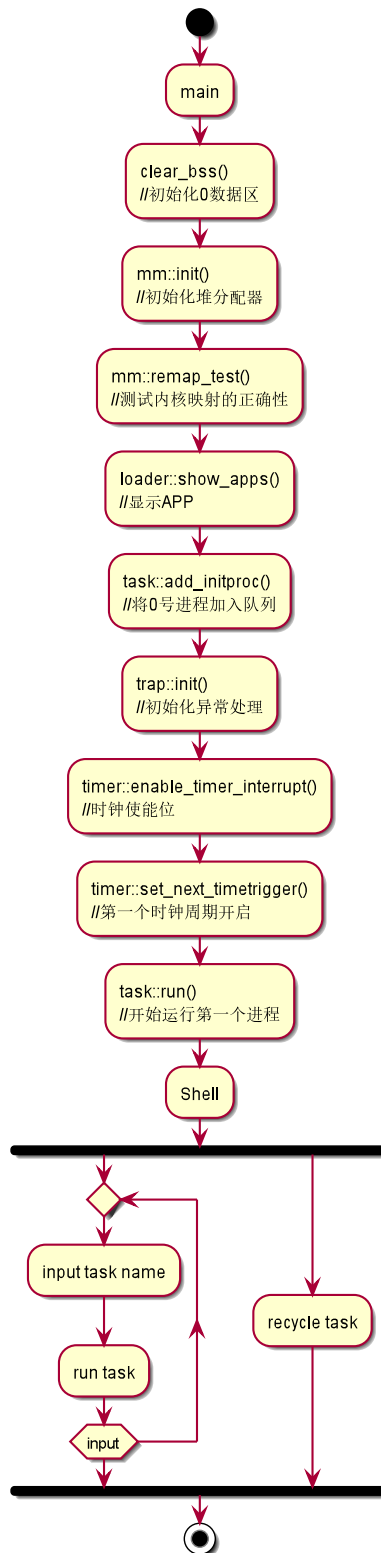 main
clear_bss()
//初始化0数据区
mm::init()
//初始化堆分配器
mm::remap_test()
//测试内核映射的正确性
loader::show_apps()
//显示APP
task::add_initproc()
//将0号进程加入队列
trap::init()
//初始化异常处理
timer::enable_timer_interrupt()
//时钟使能位
timer::set_next_timetrigger()
//第一个时钟周期开启
task::run()
//开始运行第一个进程
Shell
input task name
recycle task
run task
input